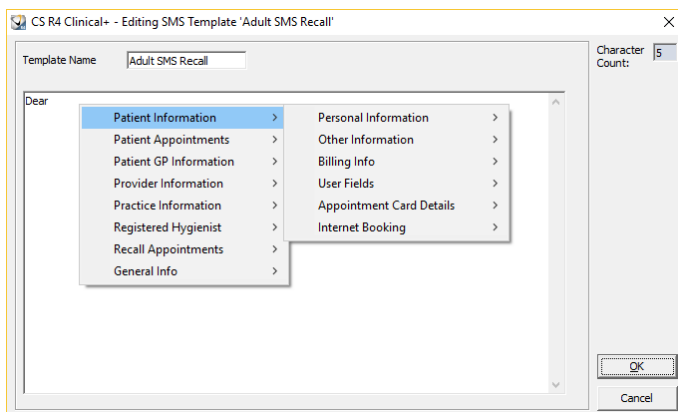 CS R4 Clinical+ - Editing SMS Template 'Adult SMS Recall'
Template Name Adult SMS Recall
Character Count: 5
Dear
Patient Information
Patient Appointments
Patient GP Information
Provider Information
Practice Information
Registered Hygienist
Recall Appointments
General Info
Personal Information
Other Information
Billing Info
User Fields
Appointment Card Details
Internet Booking
OK
Cancel